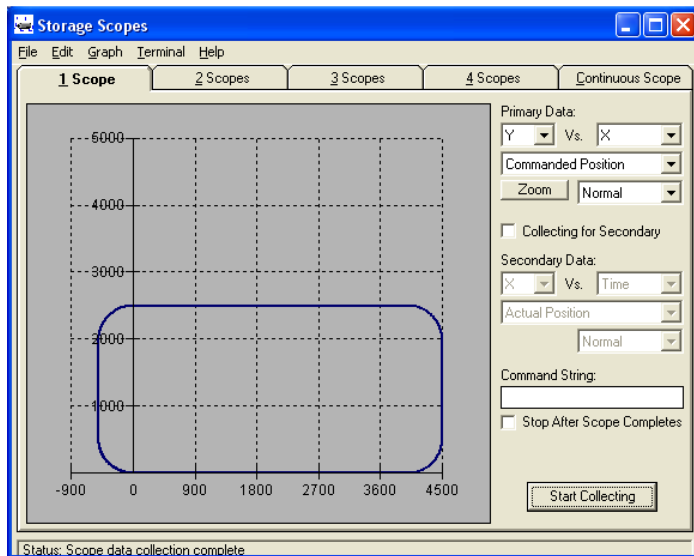 Storage Scopes
File Edit Graph Terminal Help
1 Scope 2 Scopes 3 Scopes 4 Scopes Continuous Scope
Primary Data:
Y Vs. X
Commanded Position
Zoom Normal
Collecting for Secondary
Secondary Data:
X Vs. Time
Actual Position
Normal
Command String:
Stop After Scope Completes
Start Collecting
5000
4000
3000
2000
1000
-900 0 900 1800 2700 3600 4500
Status: Scope data collection complete